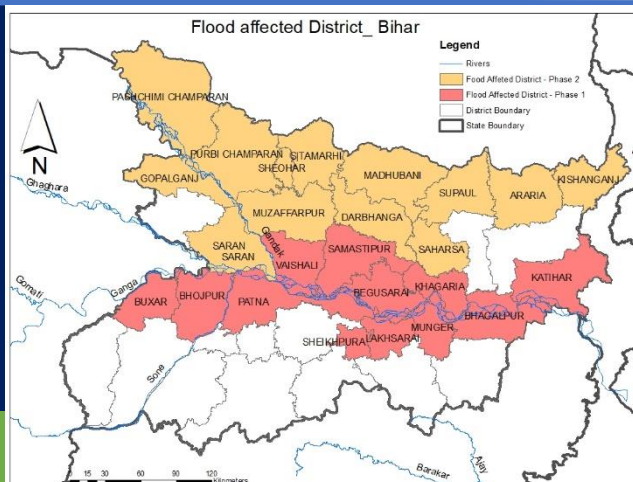 Flood affected District_ Bihar
Legend
Rivers
Food Affeted District - Phase 2
Flood Affected District - Phase 1
District Boundary
State Boundary
N
PASHCHIMI CHAMPARAN
PURBI CHAMPARAN
SITAMARHI
SHEOHAR
GOPALGANJ
MADHUBANI
SUPAUL
ARARIA
KISHANGANJ
Ghaghara
MUZAFFARPUR
DARBHANGA
SARAN
SARAN
Gandak
SAHARSA
VAISHALI
SAMASTIPUR
Gomati
Ganga
BUXAR
BHOJPUR
PATNA
BEGUSARAI
KHAGARIA
KATIHAR
BHAGALPUR
MUNGER
SHEIKHPURA
LAKHSARAI
Sone
Ajay
Barakar
0 15 30 60 90 120
Kilometers